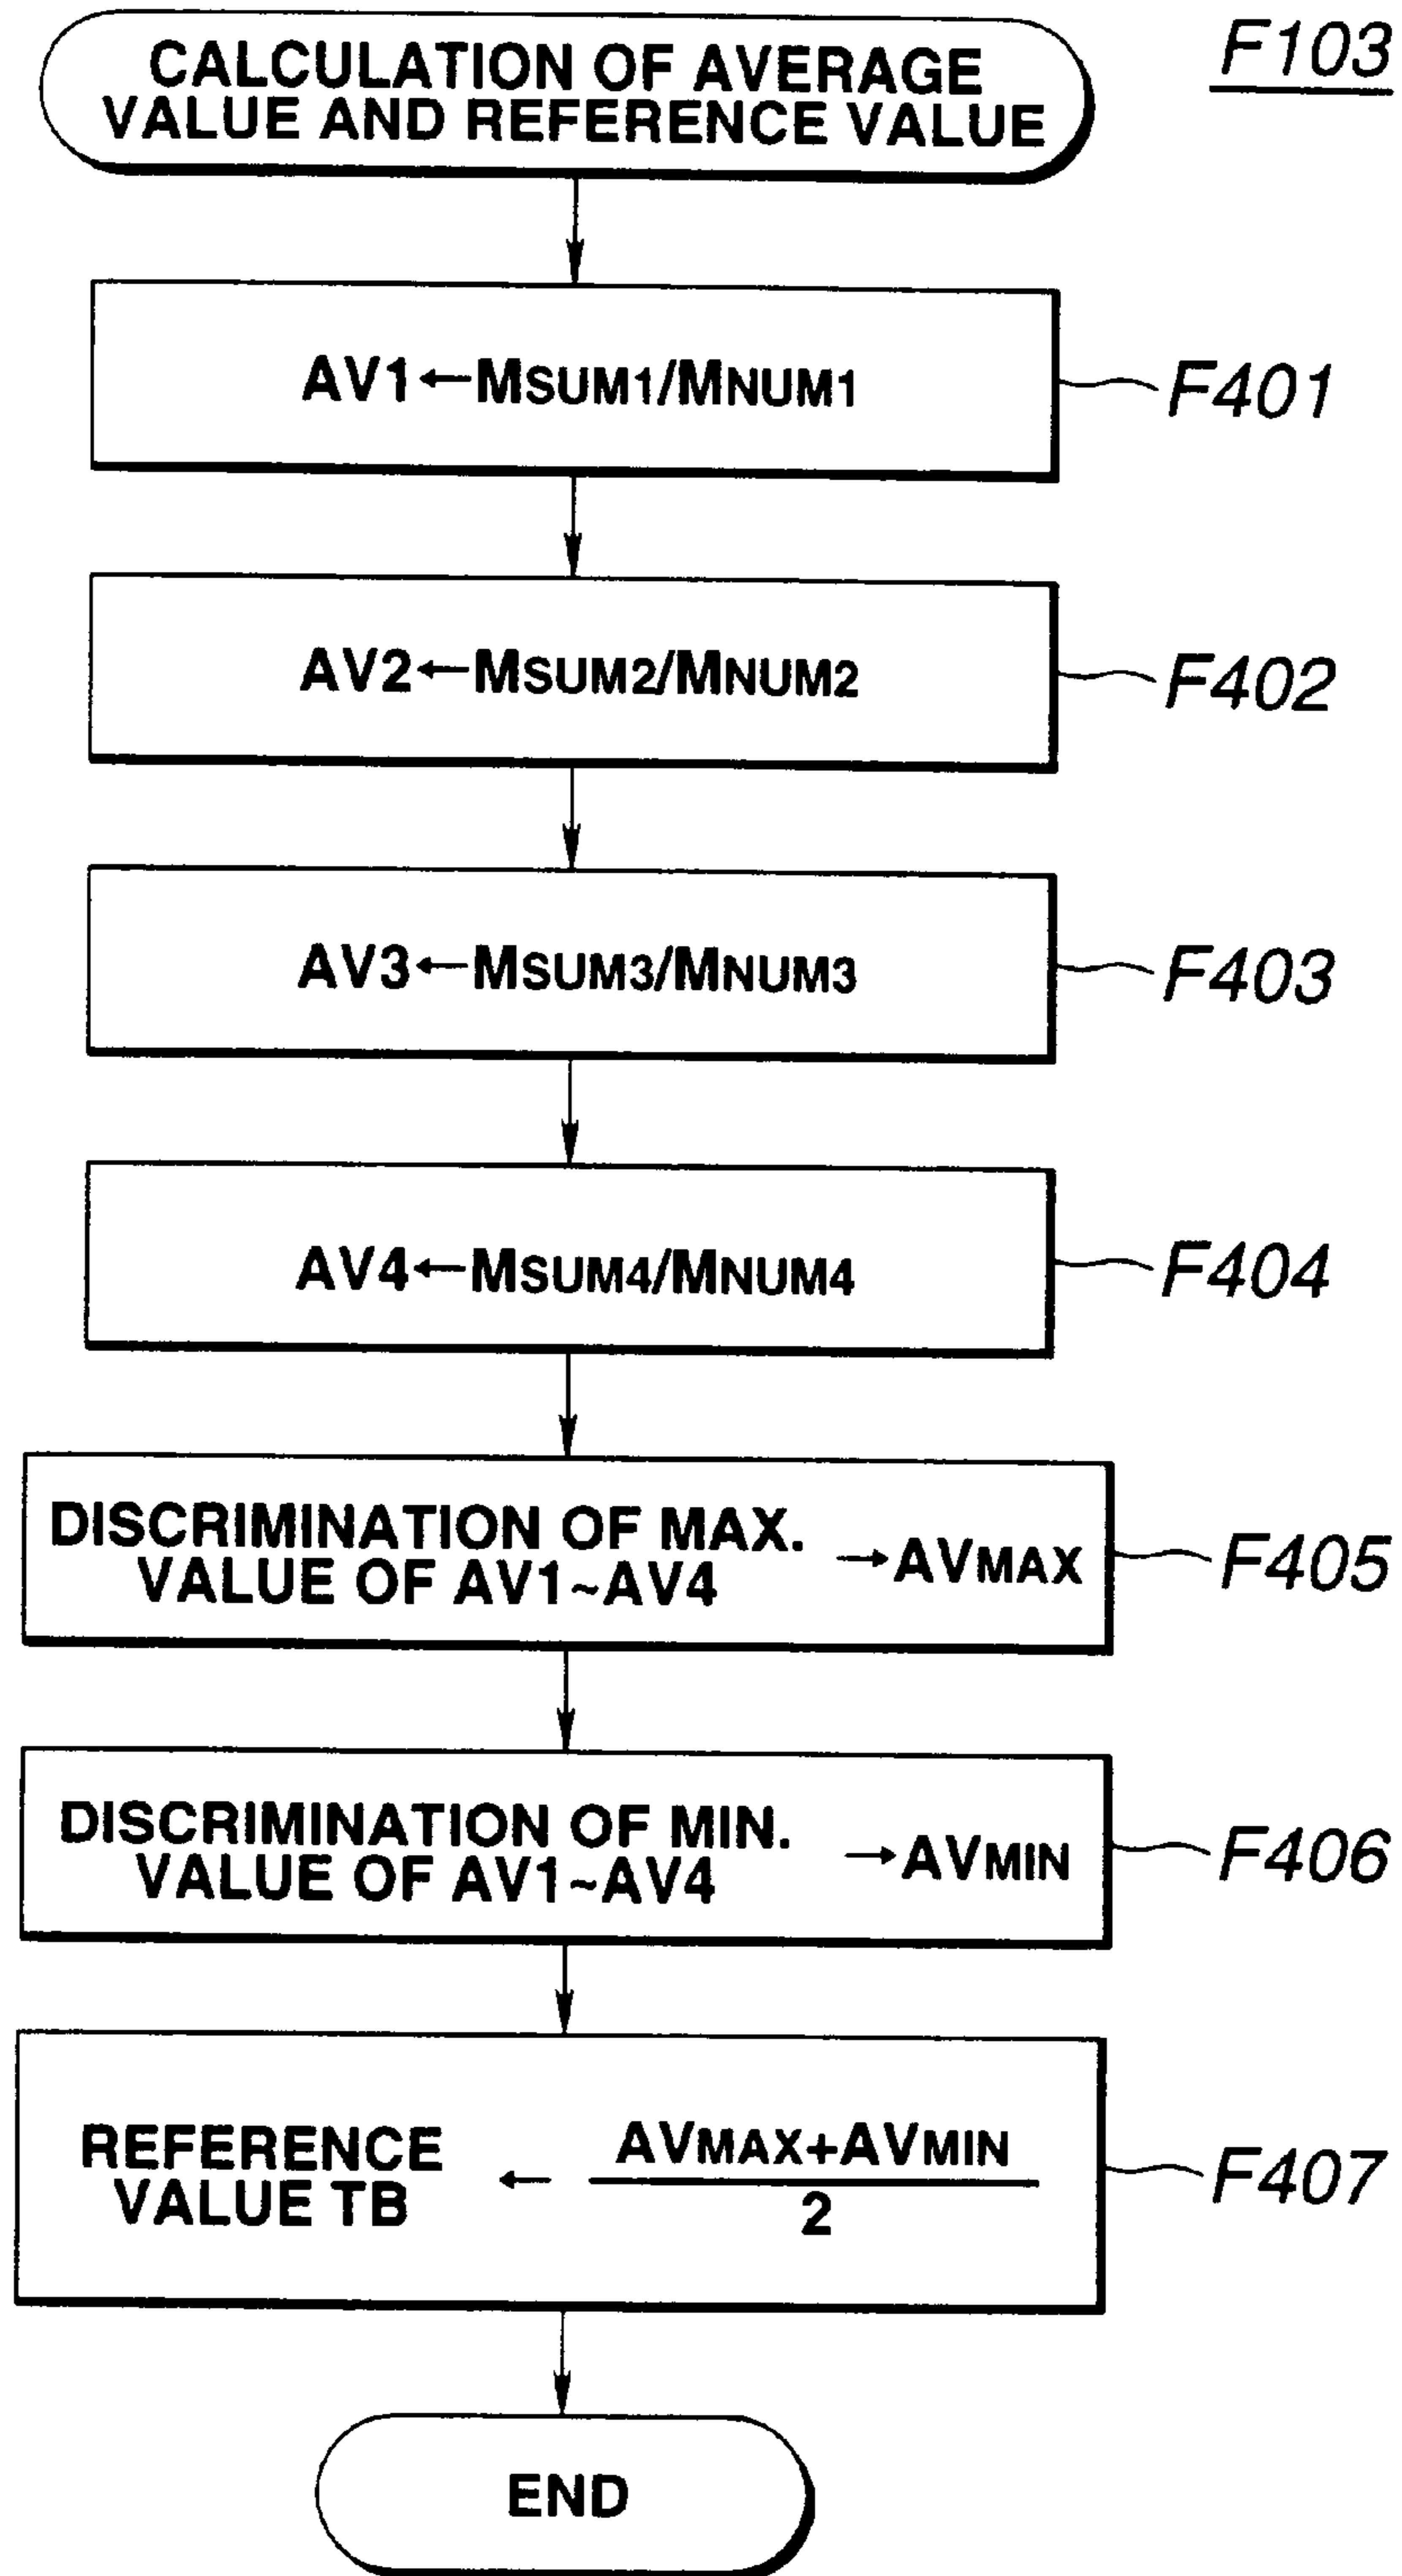 F103
CALCULATION OF AVERAGE
VALUE AND REFERENCE VALUE
AV1←MSUM1/MNUM1
F401
AV2←MSUM2/MNUM2
F402
AV3←MSUM3/MNUM3
F403
AV4←MSUM4/MNUM4
F404
DISCRIMINATION OF MAX.
VALUE OF AV1~AV4
→AVMAX
F405
DISCRIMINATION OF MIN.
VALUE OF AV1~AV4
→AVMIN
F406
REFERENCE
VALUE TB
←
AVMAX+AVMIN
2
F407
END